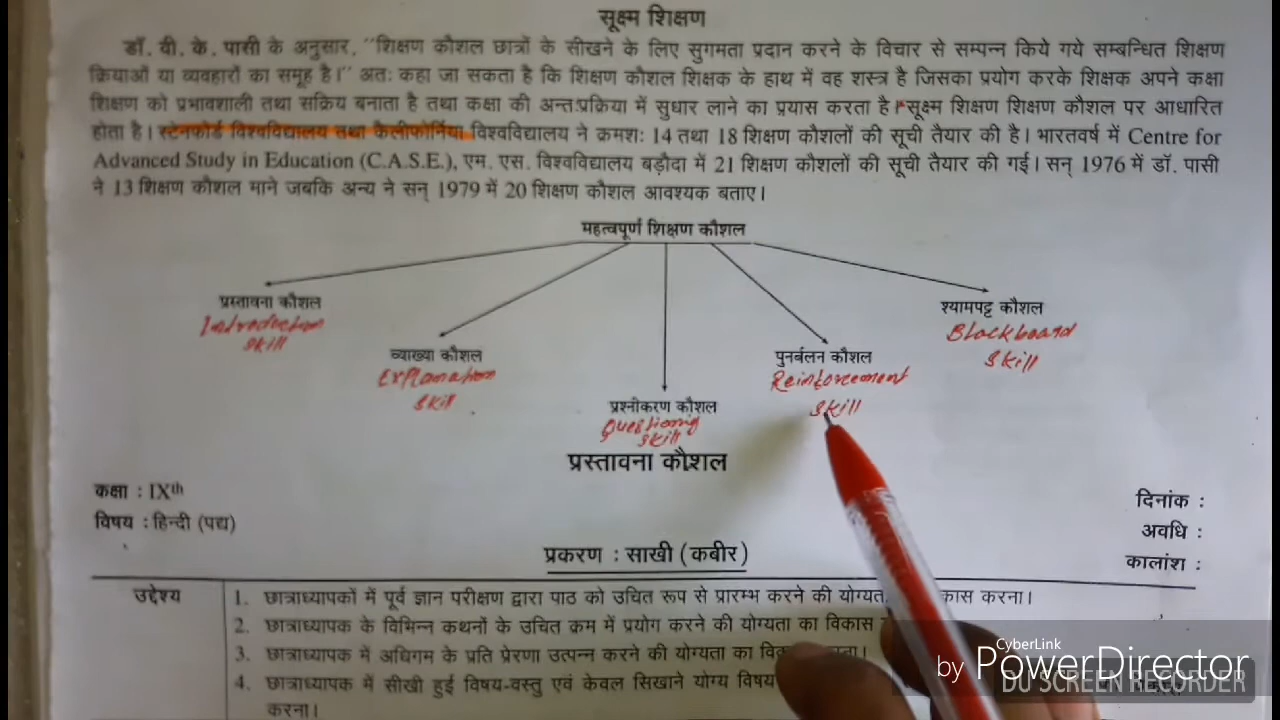 सूक्ष्म शिक्षण
डॉ. वी. के. पासी के अनुसार, "शिक्षण कौशल छात्रों के सीखने के लिए सुगमता प्रदान करने के विचार से सम्पन्न किये गये सम्बन्धित शिक्षण
क्रियाओं या व्यवहारों का समूह है।" अतः कहा जा सकता है कि शिक्षण कौशल शिक्षक के हाथ में वह शस्त्र है जिसका प्रयोग करके शिक्षक अपने कक्षा
शिक्षण को प्रभावशाली तथा सक्रिय बनाता है तथा कक्षा की अन्तःप्रक्रिया में सुधार लाने का प्रयास करता है। सूक्ष्म शिक्षण शिक्षण कौशल पर आधारित
होता है। स्टेनफोर्ड विश्वविद्यालय तथा कैलीफोर्निया विश्वविद्यालय ने क्रमशः 14 तथा 18 शिक्षण कौशलों की सूची तैयार की है। भारतवर्ष में Centre for
Advanced Study in Education (C.A.S.E.), एम. एस. विश्वविद्यालय बड़ौदा में 21 शिक्षण कौशलों की सूची तैयार की गई। सन् 1976 में डॉ. पासी
ने 13 शिक्षण कौशल माने जबकि अन्य ने सन् 1979 में 20 शिक्षण कौशल आवश्यक बताए।
महत्वपूर्ण शिक्षण कौशल
प्रस्तावना कौशल
Introduction
skill
व्याख्या कौशल
Explanation
skill
प्रश्नीकरण कौशल
Questioning
skill
पुनर्बलन कौशल
Reinforcement
skill
श्यामपट्ट कौशल
Blackboard
skill
प्रस्तावना कौशल
कक्षा : IXth
विषय : हिन्दी (पद्य)
दिनांक :
अवधि :
कालांश :
प्रकरण : साखी (कबीर)
उद्देश्य
1. छात्राध्यापकों में पूर्व ज्ञान परीक्षण द्वारा पाठ को उचित रूप से प्रारम्भ करने की
2. छात्राध्यापक के विभिन्न कथनों के उचित क्रम में प्रयोग करने की योग्यता का विकास
3. छात्राध्यापक में अधिगम के प्रति प्रेरणा उत्पन्न करने की योग्यता का
4. छात्राध्यापक में सीखी हुई विषय-वस्तु एवं केवल सिखाने योग्य
करना।
CyberLink
by PowerDirector
DU SCREEN RECORDER